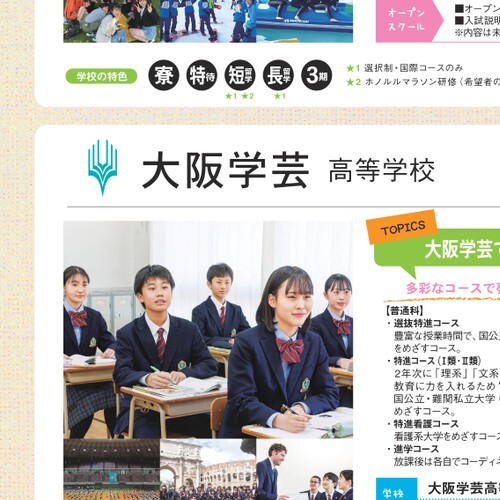 オープン
スクール
■オープン
■入試説明
※内容は未
学校の特色
寮 特待 短留学 長留学 3期
★1 ★2 ★1
★1 選択制・国際コースのみ
★2 ホノルルマラソン研修（希望者の
大阪学芸 高等学校
TOPICS
大阪学芸で
多彩なコースで
【普通科】
・選抜特進コース
豊富な授業時間で、国公立
をめざすコース。
・特進コース（Ⅰ類・Ⅱ類）
2年次に「理系」「文系
教育に力を入れるため
国公立・難関私立大学
めざすコース。
・特進看護コース
看護系大学をめざすコース
・進学コース
放課後は各自でコーディネ
学校
大阪学芸高